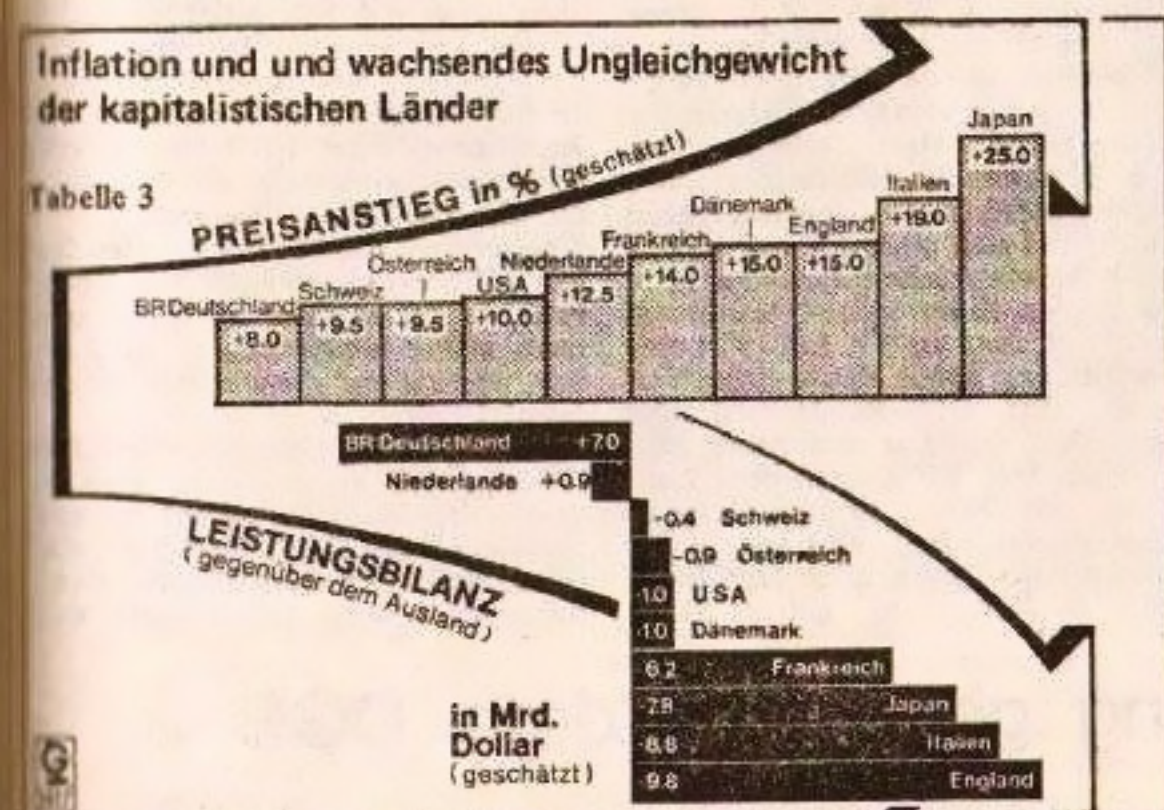 Inflation und und wachsendes Ungleichgewicht
der kapitalistischen Länder
Tabelle 3
PREISANSTIEG in % (geschätzt)
BR Deutschland
+8.0
Schweiz
+9.5
Österreich
+9.5
USA
+10.0
Niederlande
+12.5
Frankreich
+14.0
Dänemark
+15.0
England
+15.0
Italien
+19.0
Japan
+25.0
BR Deutschland +7.0
Niederlande +0.9
-0.4 Schweiz
-0.9 Österreich
-1.0 USA
-1.0 Dänemark
-6.2 Frankreich
-7.8 Japan
-8.8 Italien
-9.8 England
LEISTUNGSBILANZ
(gegenüber dem Ausland)
in Mrd.
Dollar
(geschätzt)